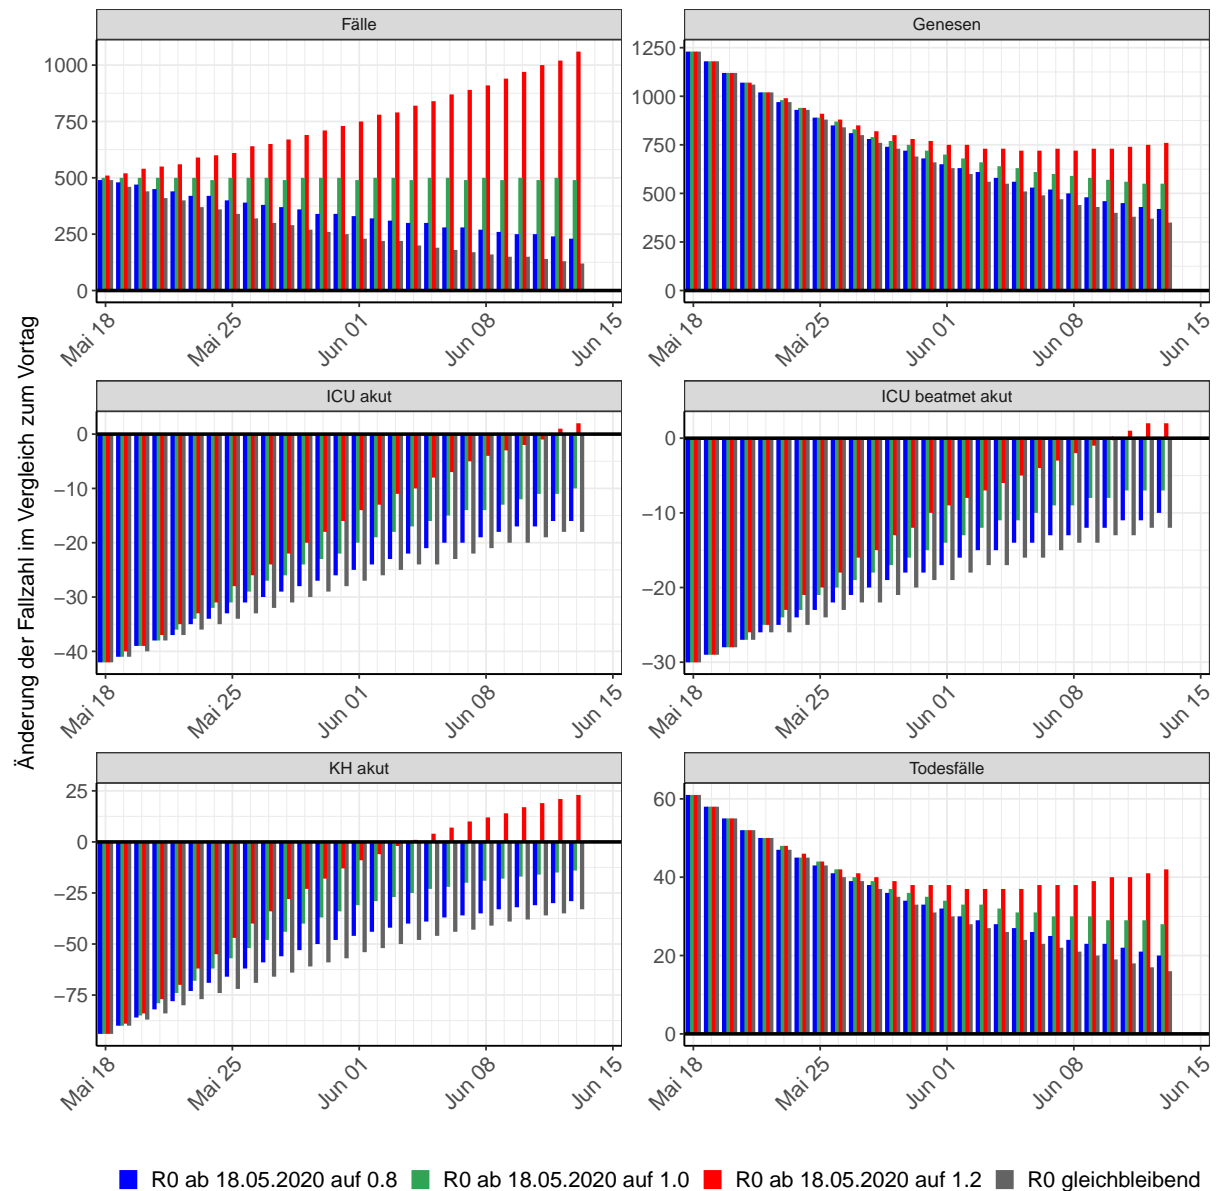 Fälle
Genesen
1000
750
500
250
0
Mai 18
Mai 25
Jun 01
Jun 08
Jun 15
1250
1000
750
500
250
0
Mai 18
Mai 25
Jun 01
Jun 08
Jun 15
Änderung der Fallzahl im Vergleich zum Vortag
ICU akut
ICU beatmet akut
0
−10
−20
−30
−40
Mai 18
Mai 25
Jun 01
Jun 08
Jun 15
0
−10
−20
−30
Mai 18
Mai 25
Jun 01
Jun 08
Jun 15
KH akut
Todesfälle
25
0
−25
−50
−75
Mai 18
Mai 25
Jun 01
Jun 08
Jun 15
60
40
20
0
Mai 18
Mai 25
Jun 01
Jun 08
Jun 15
R0 ab 18.05.2020 auf 0.8
R0 ab 18.05.2020 auf 1.0
R0 ab 18.05.2020 auf 1.2
R0 gleichbleibend